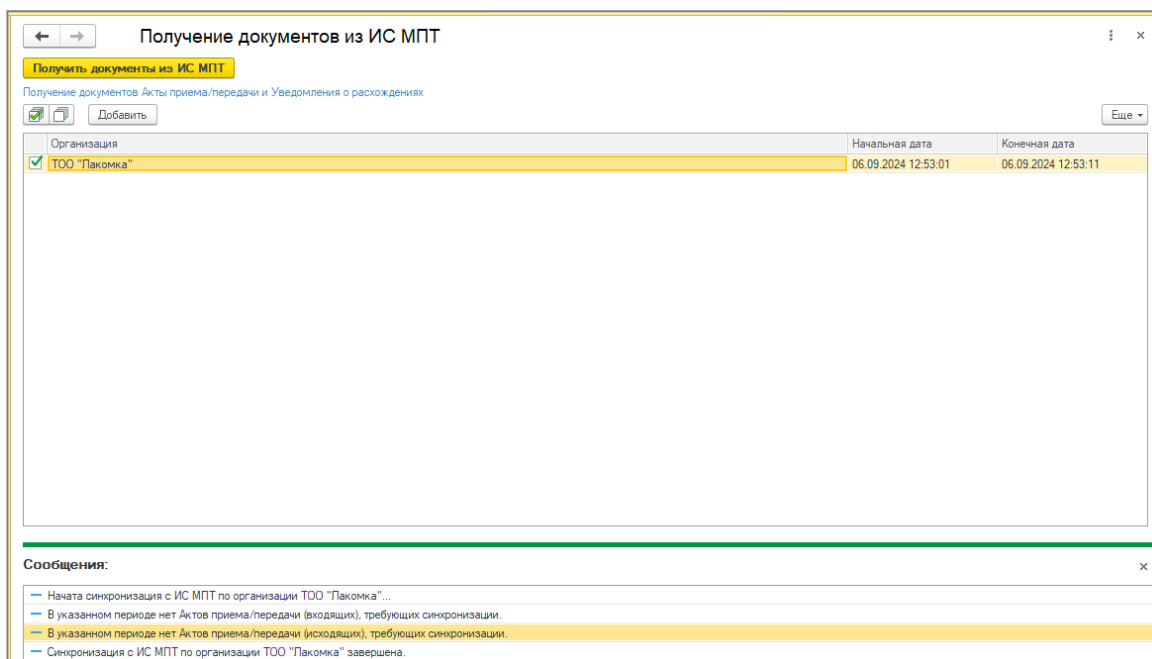 Получение документов из ИС МПТ
Получить документы из ИС МПТ
Получение документов Акты приема/передачи и Уведомления о расхождениях
Добавить
Еще
Организация Начальная дата Конечная дата
ТОО "Лакомка" 06.09.2024 12:53:01 06.09.2024 12:53:11
Сообщения:
Начата синхронизация с ИС МПТ по организации ТОО "Лакомка"...
В указанном периоде нет Актов приема/передачи (входящих), требующих синхронизации.
В указанном периоде нет Актов приема/передачи (исходящих), требующих синхронизации.
Синхронизация с ИС МПТ по организации ТОО "Лакомка" завершена.